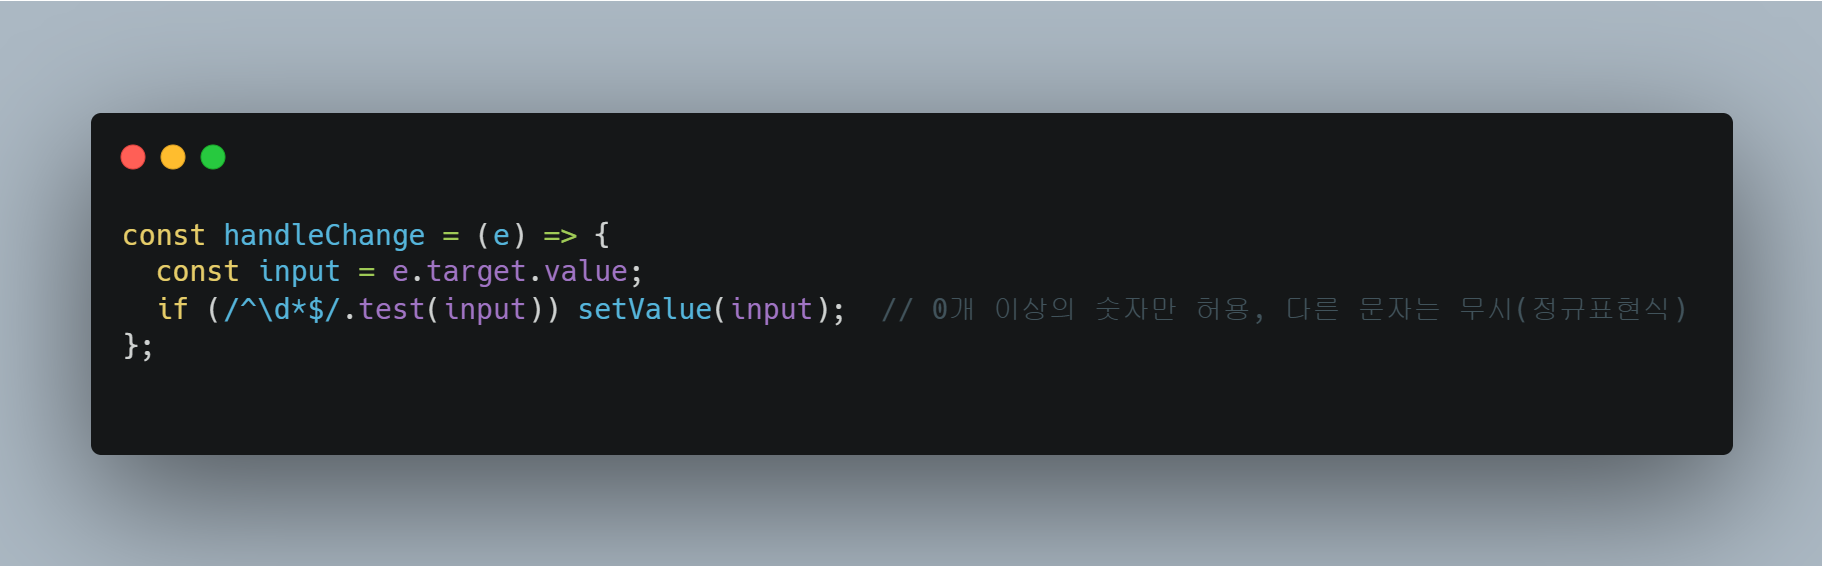 const handleChange = (e) => {
  const input = e.target.value;
  if (/^\d*$/.test(input)) setValue(input);  // 0개 이상의 숫자만 허용, 다른 문자는 무시(정규표현식)
};